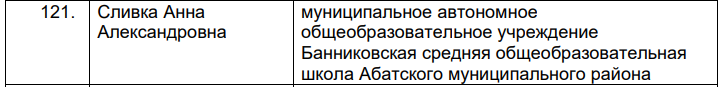 121. Сливка Анна муниципальное автономное
Александровна общеобразовательное учреждение
Банниковская средняя общеобразовательная
школа Абатского муниципального района